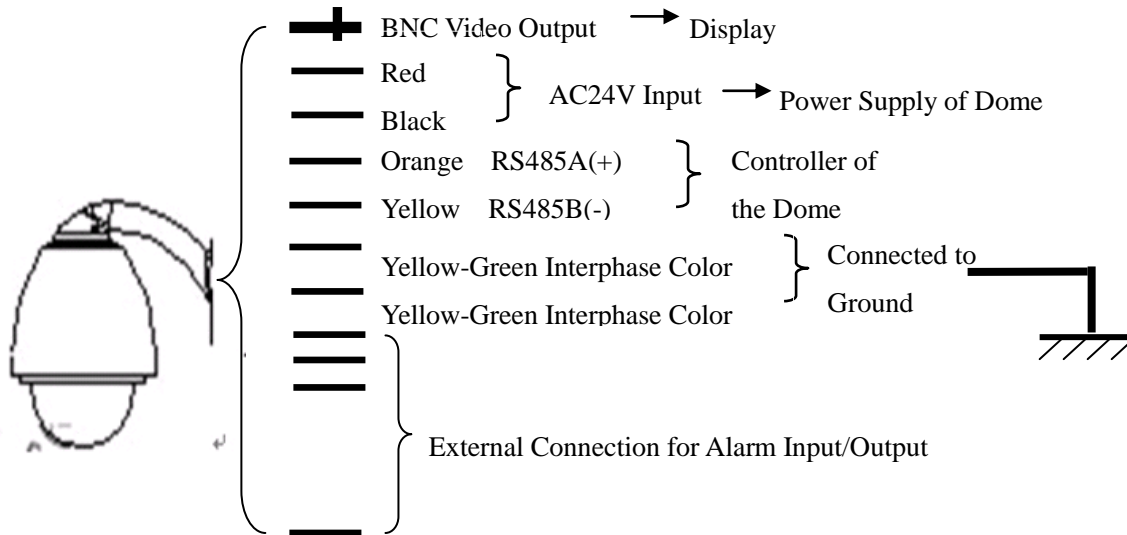 BNC Video Output → Display
Red
AC24V Input → Power Supply of Dome
Black
Orange RS485A(+)
Controller of
Yellow RS485B(-)
the Dome
Connected to
Yellow-Green Interphase Color
Ground
Yellow-Green Interphase Color
External Connection for Alarm Input/Output